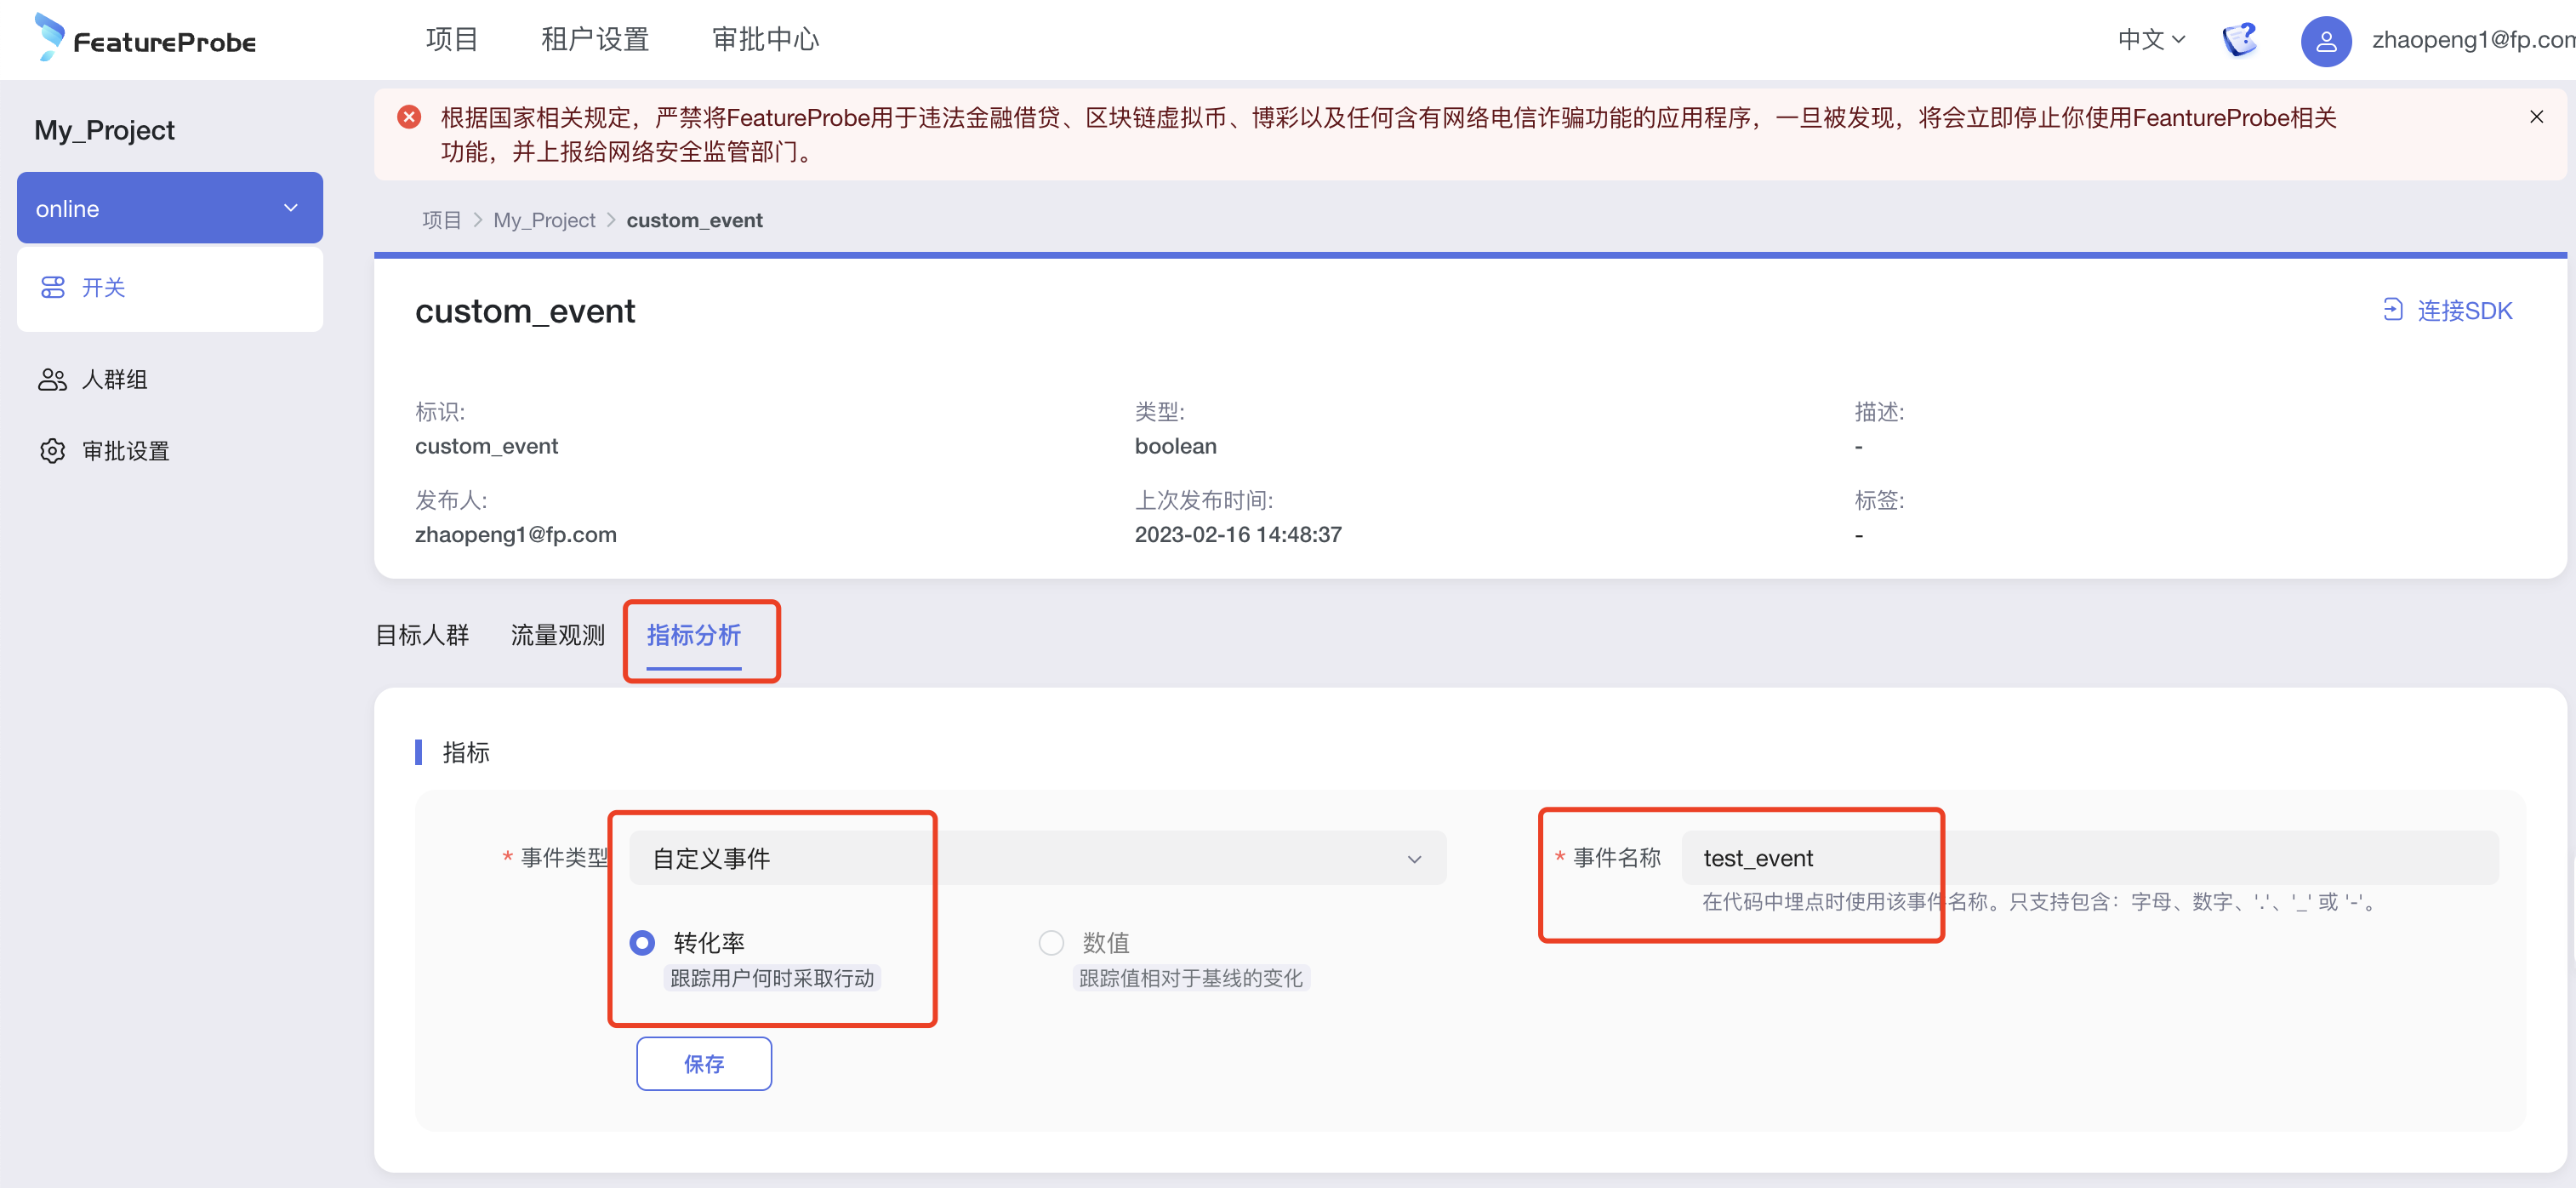 FeatureProbe
项目 租户设置 审批中心
中文
zhaopeng1@fp.com
My_Project
online
开关
人群组
审批设置
根据国家相关规定，严禁将FeatureProbe用于违法金融借贷、区块链虚拟币、博彩以及任何含有网络电信诈骗功能的应用程序，一旦被发现，将会立即停止你使用FeantureProbe相关
功能，并上报给网络安全监管部门。
项目 > My_Project > custom_event
custom_event
连接SDK
标识: 类型: 描述:
custom_event boolean -
发布人: 上次发布时间: 标签:
zhaopeng1@fp.com 2023-02-16 14:48:37 -
目标人群 流量观测 指标分析
指标
* 事件类型 自定义事件 * 事件名称 test_event
在代码中埋点时使用该事件名称。只支持包含：字母、数字、'.'、'_' 或 '-'。
转化率 数值
跟踪用户何时采取行动 跟踪值相对于基线的变化
保存